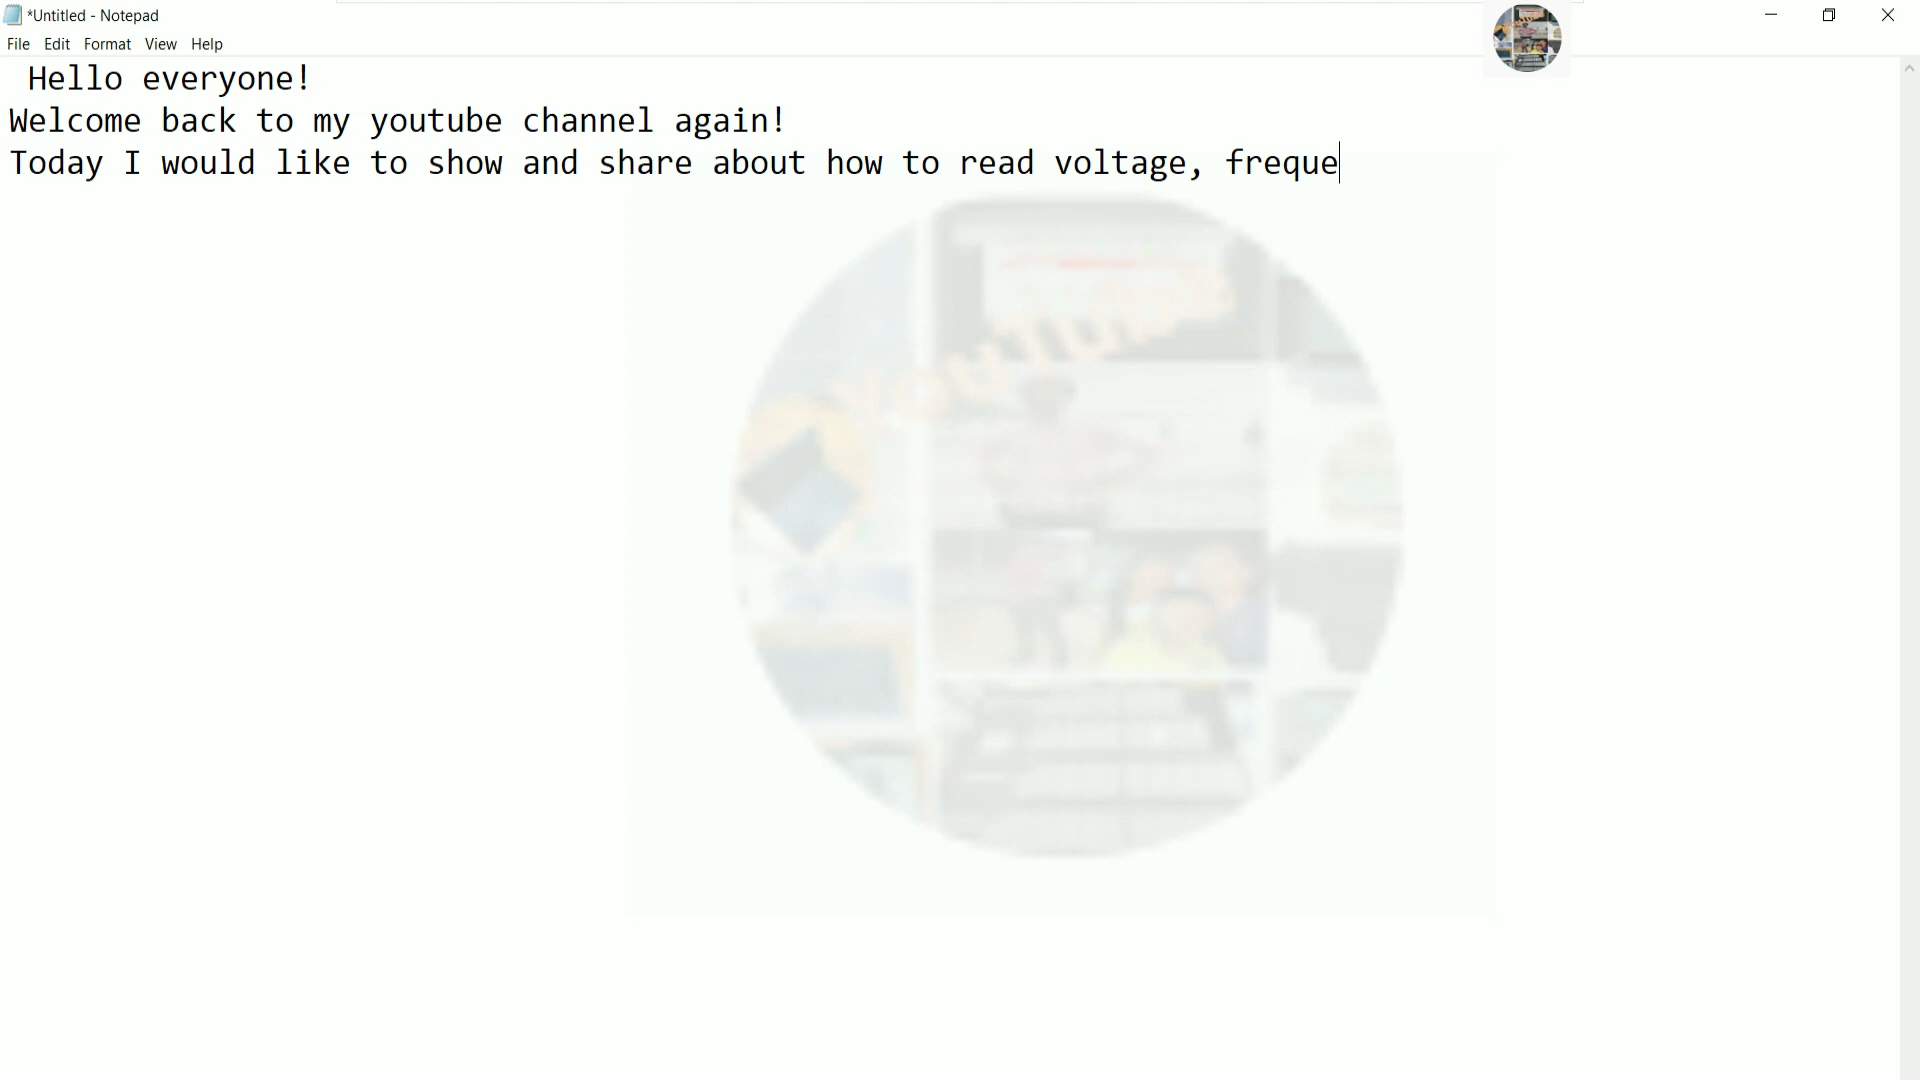 *Untitled - Notepad
File Edit Format View Help
Hello everyone!
Welcome back to my youtube channel again!
Today I would like to show and share about how to read voltage, freque
YOUTUBE